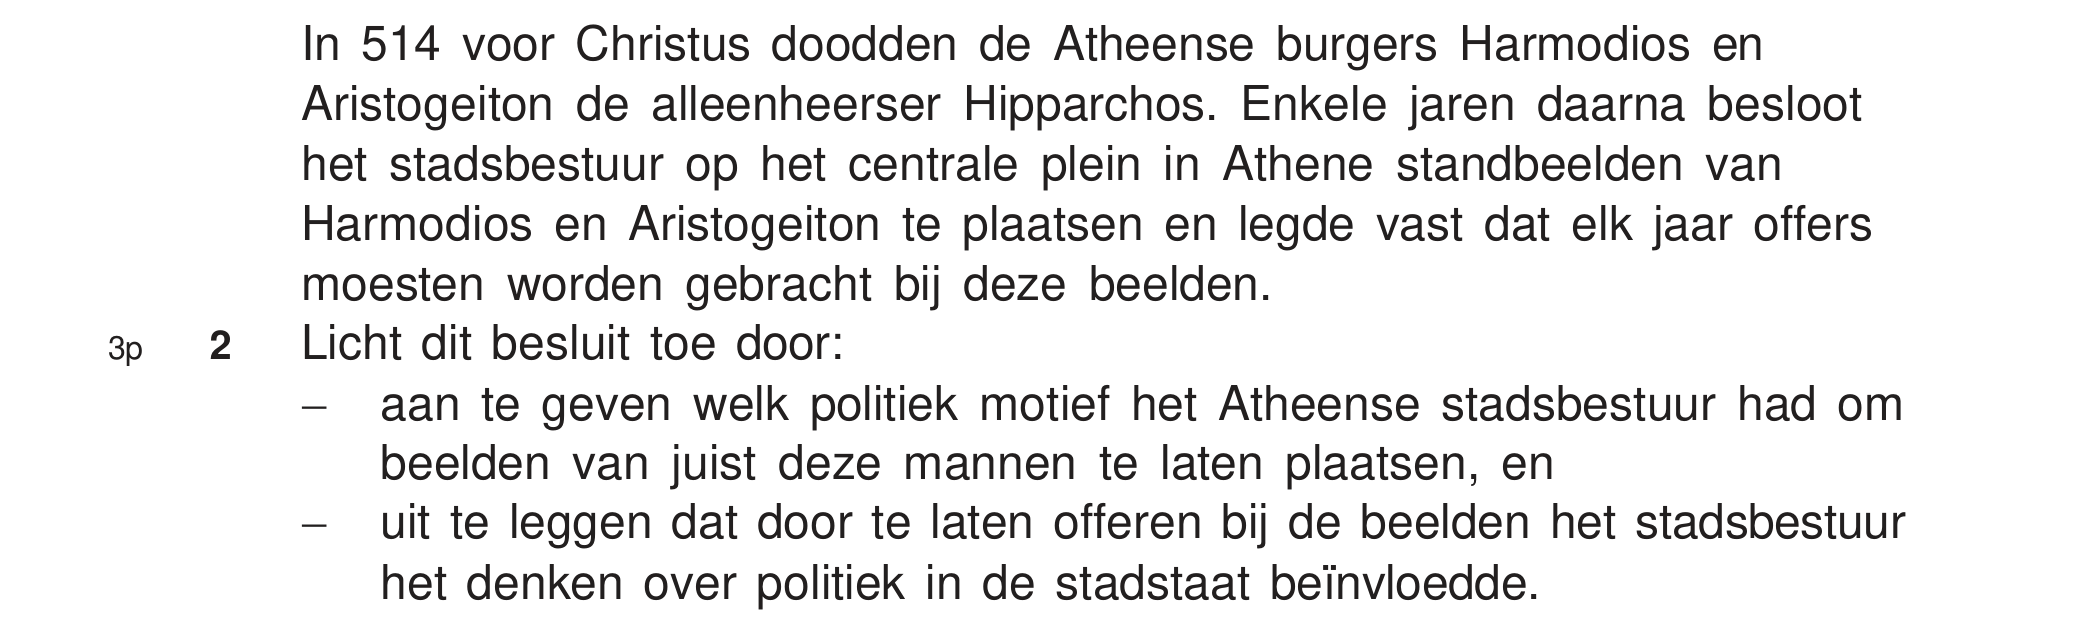 In 514 voor Christus doodden de Atheense burgers Harmodios en
Aristogeiton de alleenheerser Hipparchos. Enkele jaren daarna besloot
het stadsbestuur op het centrale plein in Athene standbeelden van
Harmodios en Aristogeiton te plaatsen en legde vast dat elk jaar offers
moesten worden gebracht bij deze beelden.
3p 2 Licht dit besluit toe door:
– aan te geven welk politiek motief het Atheense stadsbestuur had om
beelden van juist deze mannen te laten plaatsen, en
– uit te leggen dat door te laten offeren bij de beelden het stadsbestuur
het denken over politiek in de stadstaat beïnvloedde.